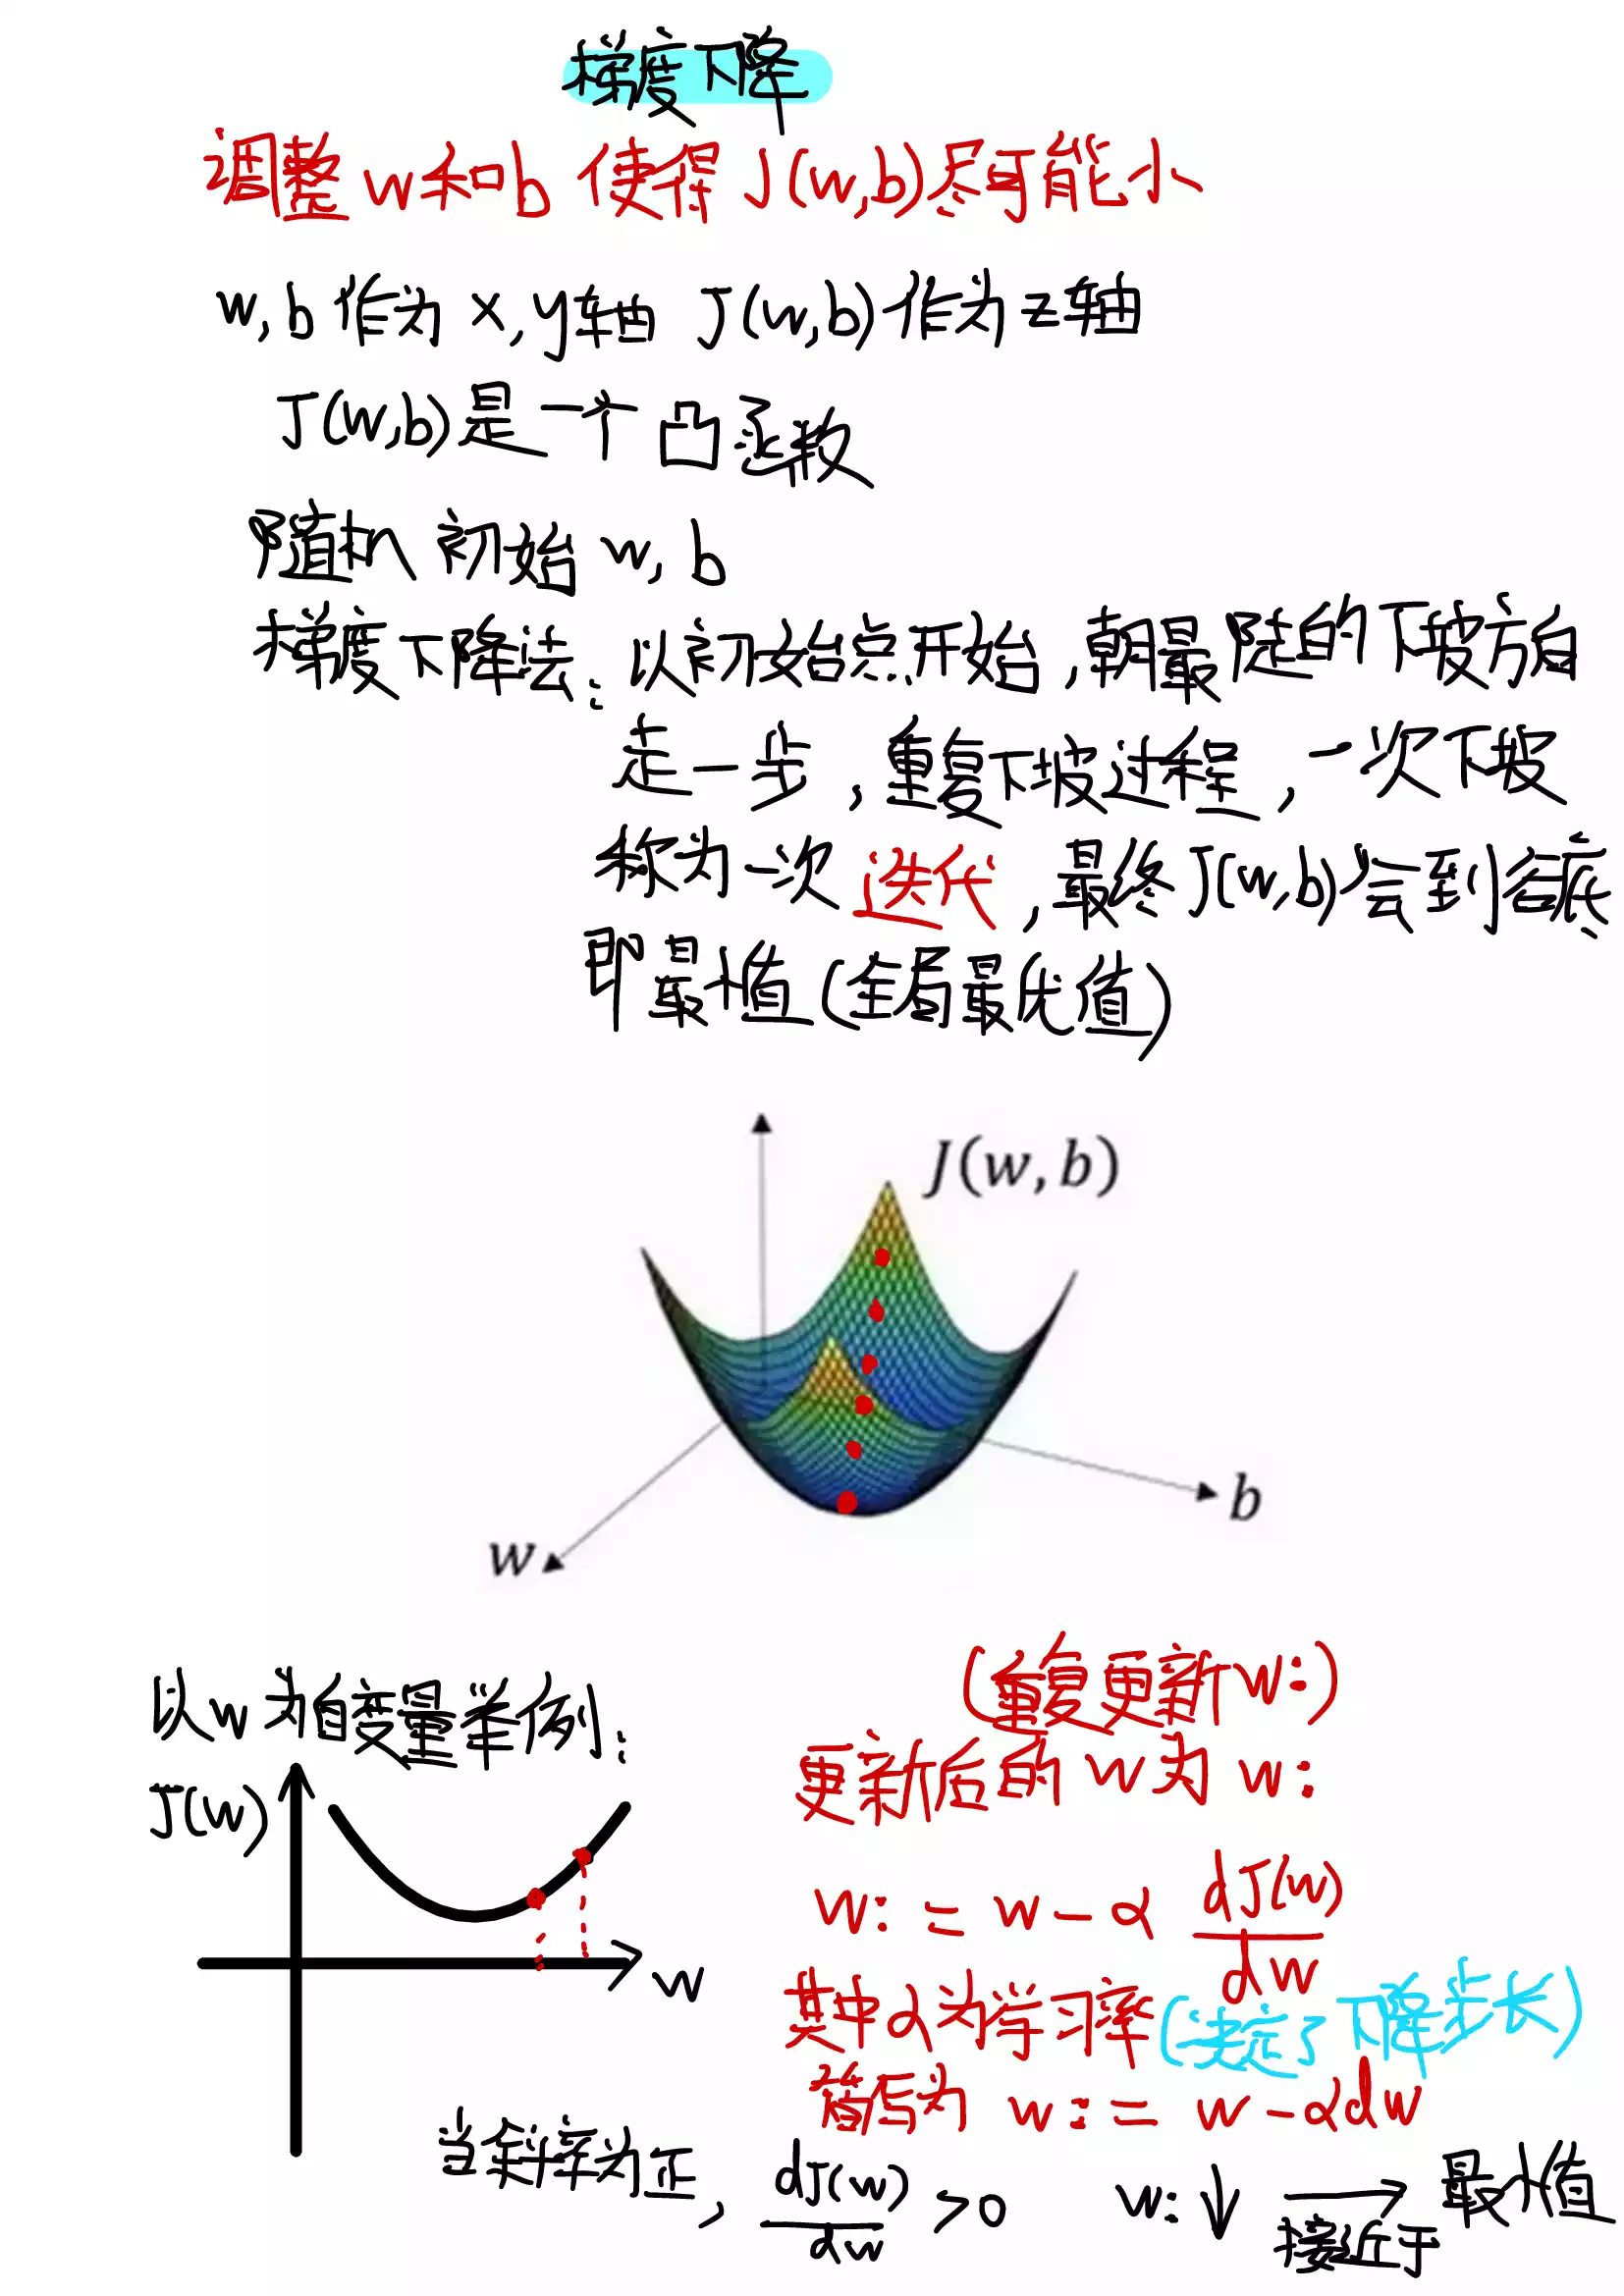 梯度下降
调整w和b 使得J(w,b)尽可能小
w,b作为x,y轴 J(w,b)作为z轴
J(w,b)是一个凸函数
随机初始w,b
梯度下降法:以初始点开始,朝最陡的下坡方向
走一步,重复下坡过程,一次下坡
称为一次迭代,最终J(w,b)会到谷底
即最小值(全局最优值)
J(w,b)
b
w
以w为自变量举例:
J(w)
w
(重复更新w:)
更新后的w为w:
w:=w-α dJ(w)/dw
其中α为学习率(决定了下降步长)
简写为 w:=w-αdw
当斜率为正, dJ(w)/dw >0 w:↓ ⟶接近于 最小值